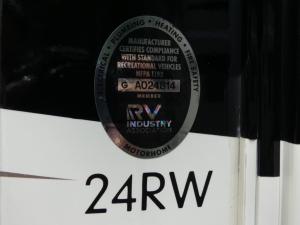 ELECTRICAL • PLUMBING • HEATING • FIRE/SAFETY
MANUFACTURER
CERTIFIES COMPLIANCE
WITH STANDARD FOR
RECREATIONAL VEHICLES
NFPA 1192
G A024814
MEMBER
RV
INDUSTRY
ASSOCIATION
MOTORHOME
24RW